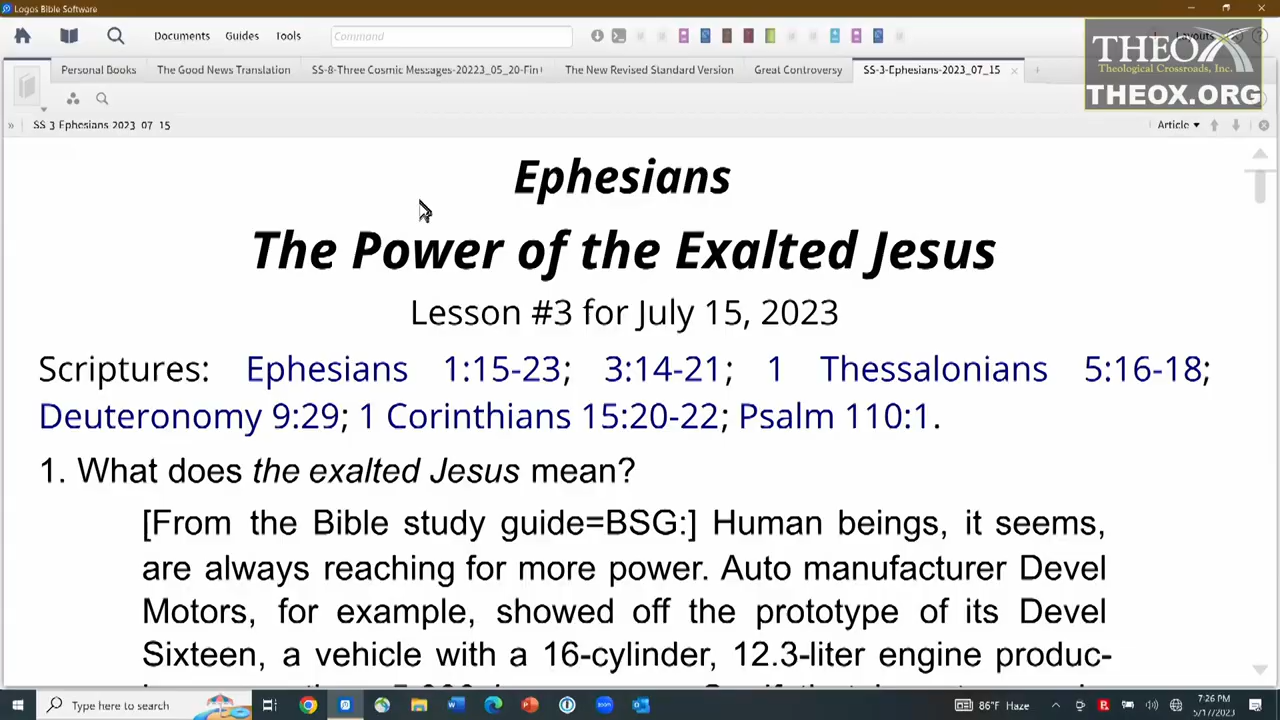 Logos Bible Software
Documents Guides Tools Command
THEOX
Theological Crossroads, Inc.
THEOX.ORG
Personal Books The Good News Translation SS-8-Three Cosmic Messages-2023_05_20-Fin The New Revised Standard Version Great Controversy SS-3-Ephesians-2023_07_15
SS 3 Ephesians 2023 07 15 Article
Ephesians
The Power of the Exalted Jesus
Lesson #3 for July 15, 2023
Scriptures: Ephesians 1:15-23; 3:14-21; 1 Thessalonians 5:16-18;
Deuteronomy 9:29; 1 Corinthians 15:20-22; Psalm 110:1.
1. What does the exalted Jesus mean?
[From the Bible study guide=BSG:] Human beings, it seems,
are always reaching for more power. Auto manufacturer Devel
Motors, for example, showed off the prototype of its Devel
Sixteen, a vehicle with a 16-cylinder, 12.3-liter engine produc-
Type here to search 86°F Haze 7:26 PM
5/17/2023